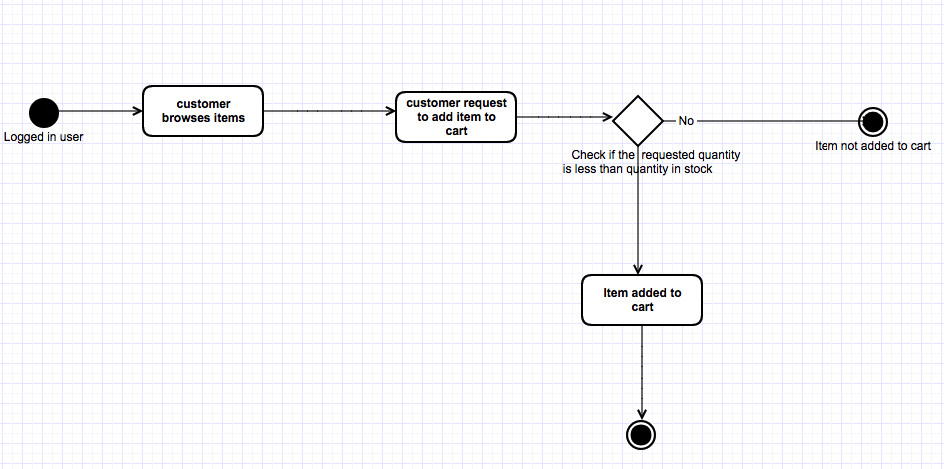 Logged in user
customer
browses items
customer request
to add item to
cart
No
Check if the requested quantity
is less than quantity in stock
Item not added to cart
Item added to
cart